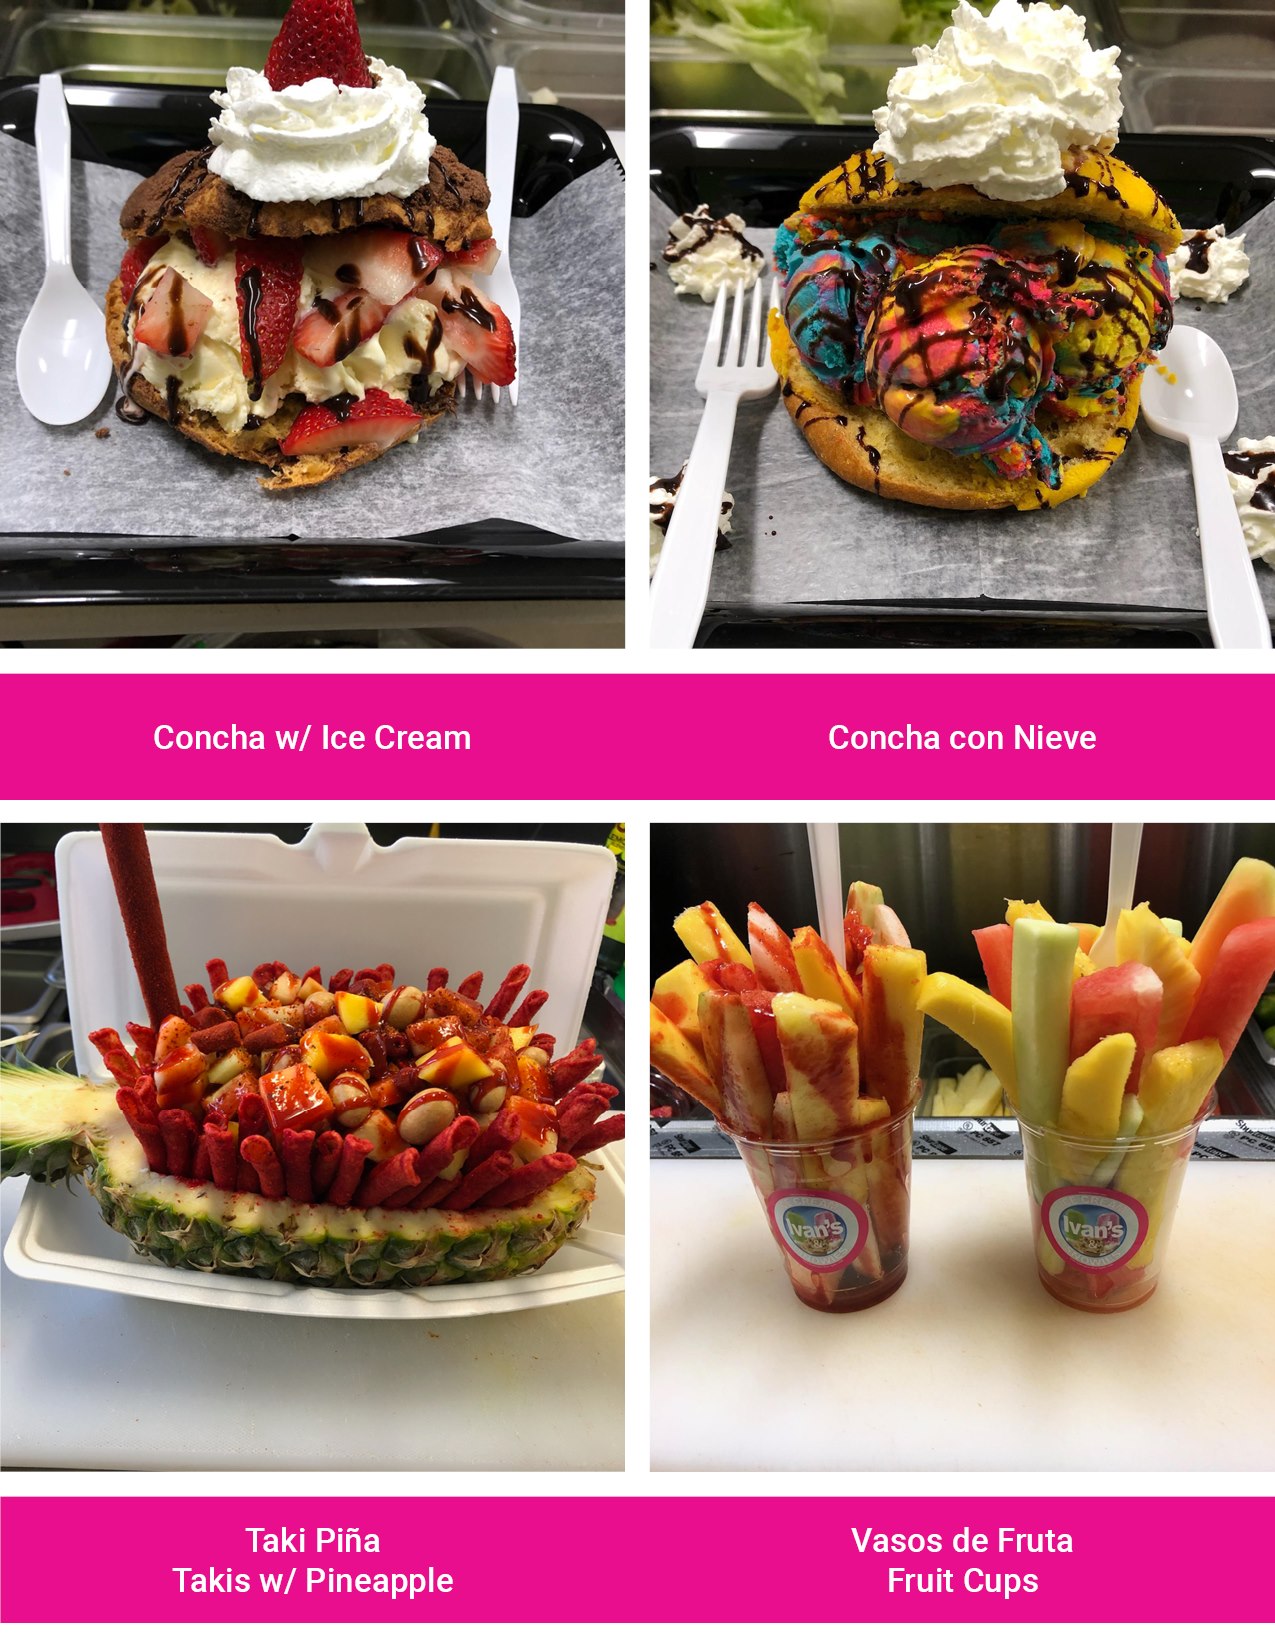 Concha w/ Ice Cream
Concha con Nieve
Taki Piña
Takis w/ Pineapple
Vasos de Fruta
Fruit Cups
Ivan's
&
Ivan's
&